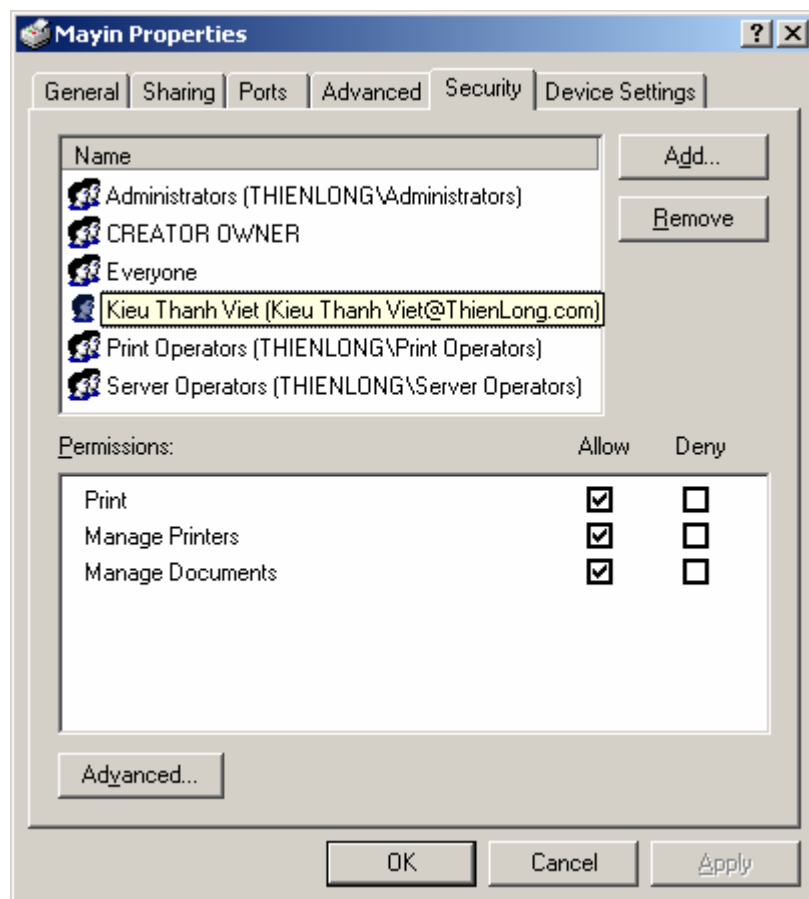 Mayin Properties
General Sharing Ports Advanced Security Device Settings
Name
Add...
Administrators (THIENLONG\Administrators)
Remove
CREATOR OWNER
Everyone
Kieu Thanh Viet (Kieu Thanh Viet@ThienLong.com)
Print Operators (THIENLONG\Print Operators)
Server Operators (THIENLONG\Server Operators)
Permissions: Allow Deny
Print
Manage Printers
Manage Documents
Advanced...
OK Cancel Apply